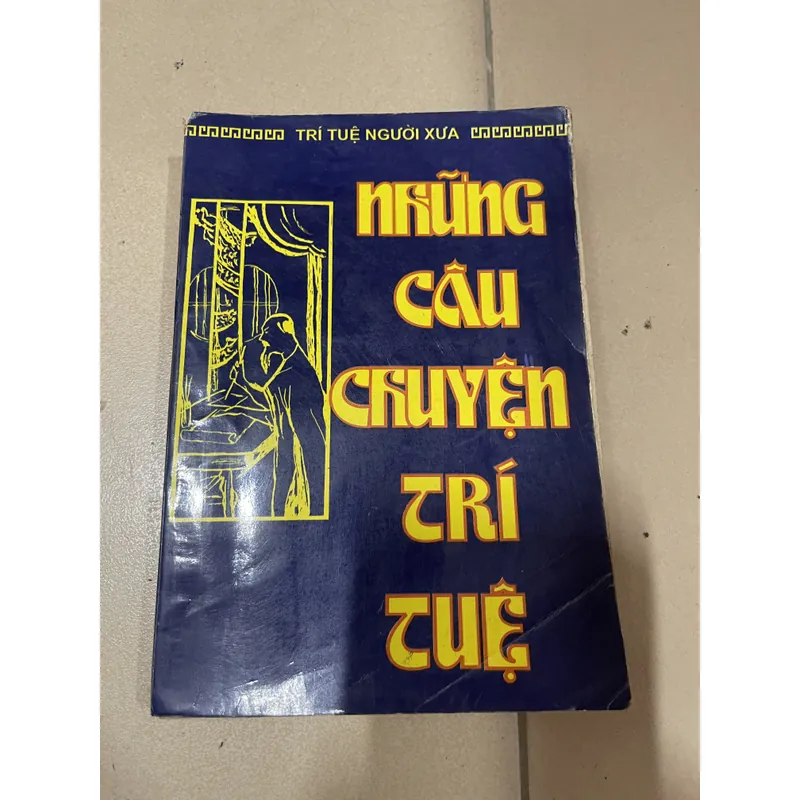 TRÍ TUỆ NGƯỜI XƯA
NHỮNG
CÂU
CHUYỆN
TRÍ
TUỆ